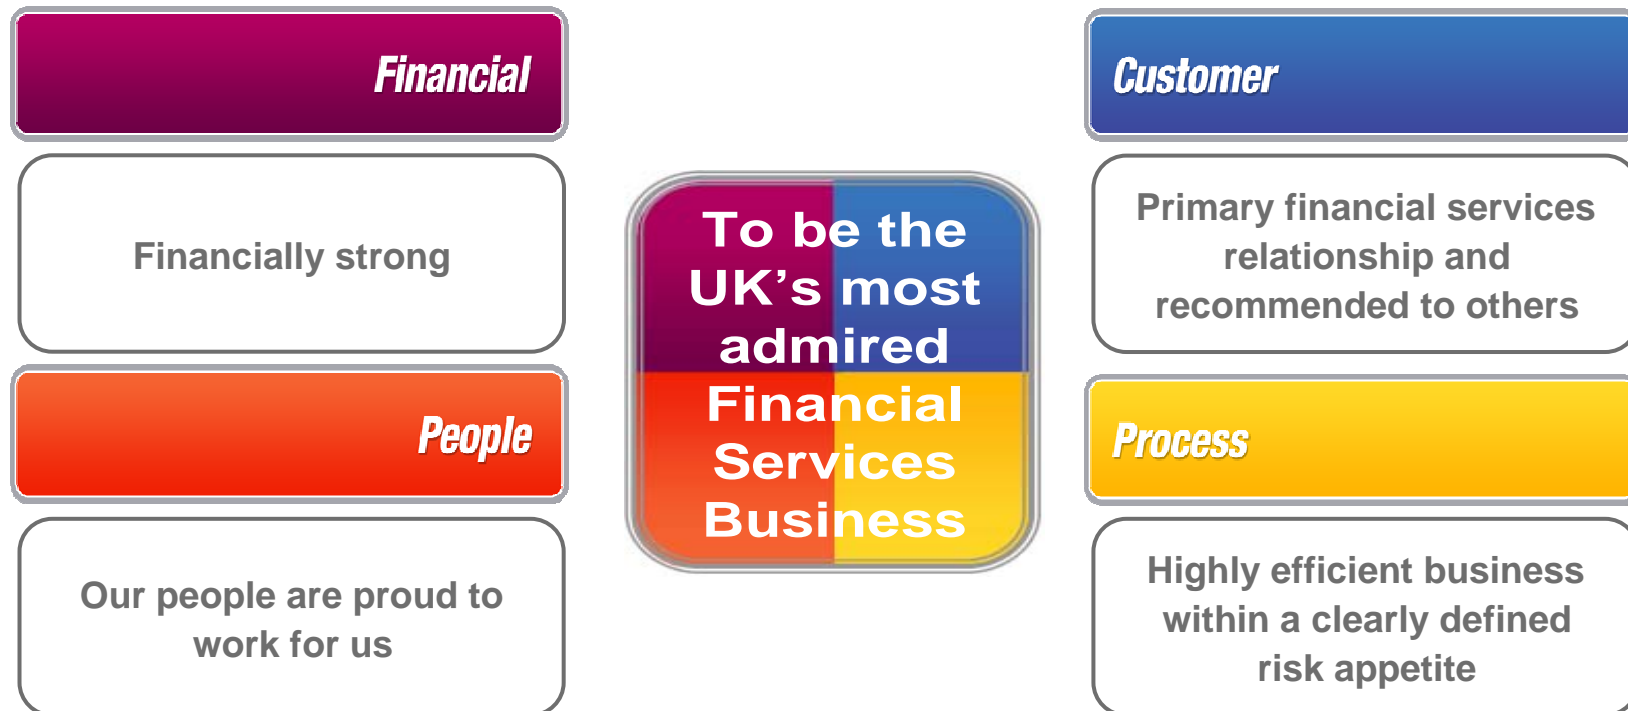 Financial
Financially strong
People
Our people are proud to
work for us
To be the
UK’s most
admired
Financial
Services
Business
Customer
Primary financial services
relationship and
recommended to others
Process
Highly efficient business
within a clearly defined
risk appetite